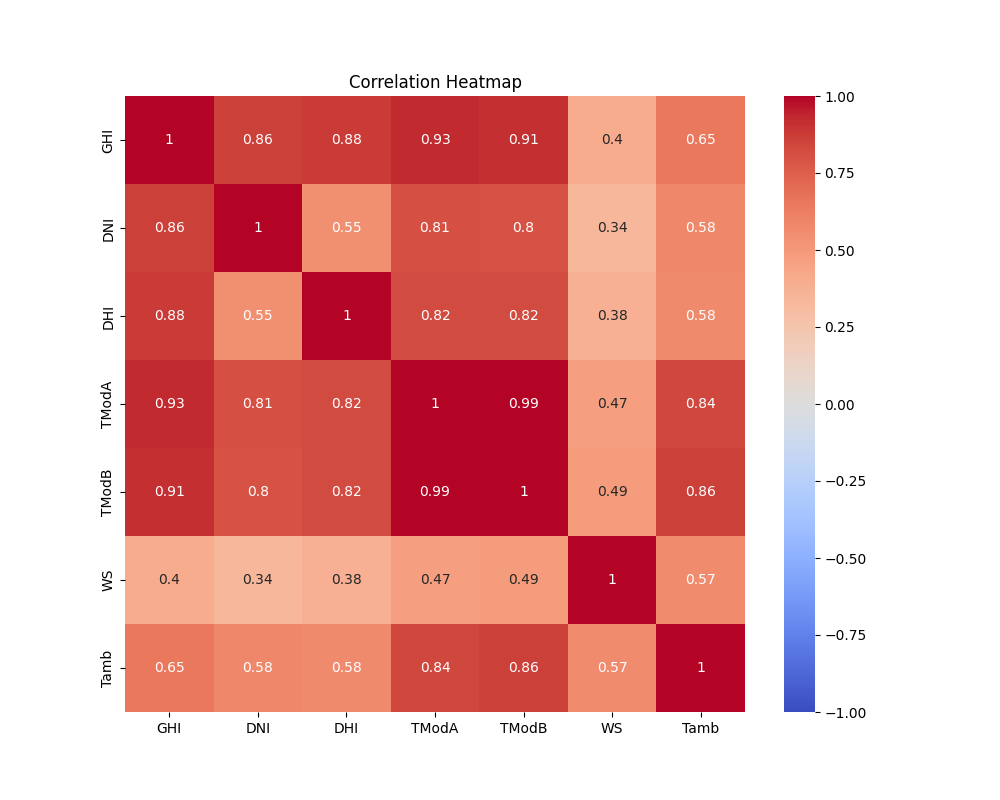 Correlation Heatmap
GHI 1 0.86 0.88 0.93 0.91 0.4 0.65
DNI 0.86 1 0.55 0.81 0.8 0.34 0.58
DHI 0.88 0.55 1 0.82 0.82 0.38 0.58
TModA 0.93 0.81 0.82 1 0.99 0.47 0.84
TModB 0.91 0.8 0.82 0.99 1 0.49 0.86
WS 0.4 0.34 0.38 0.47 0.49 1 0.57
Tamb 0.65 0.58 0.58 0.84 0.86 0.57 1
GHI DNI DHI TModA TModB WS Tamb
1.00
0.75
0.50
0.25
0.00
−0.25
−0.50
−0.75
−1.00